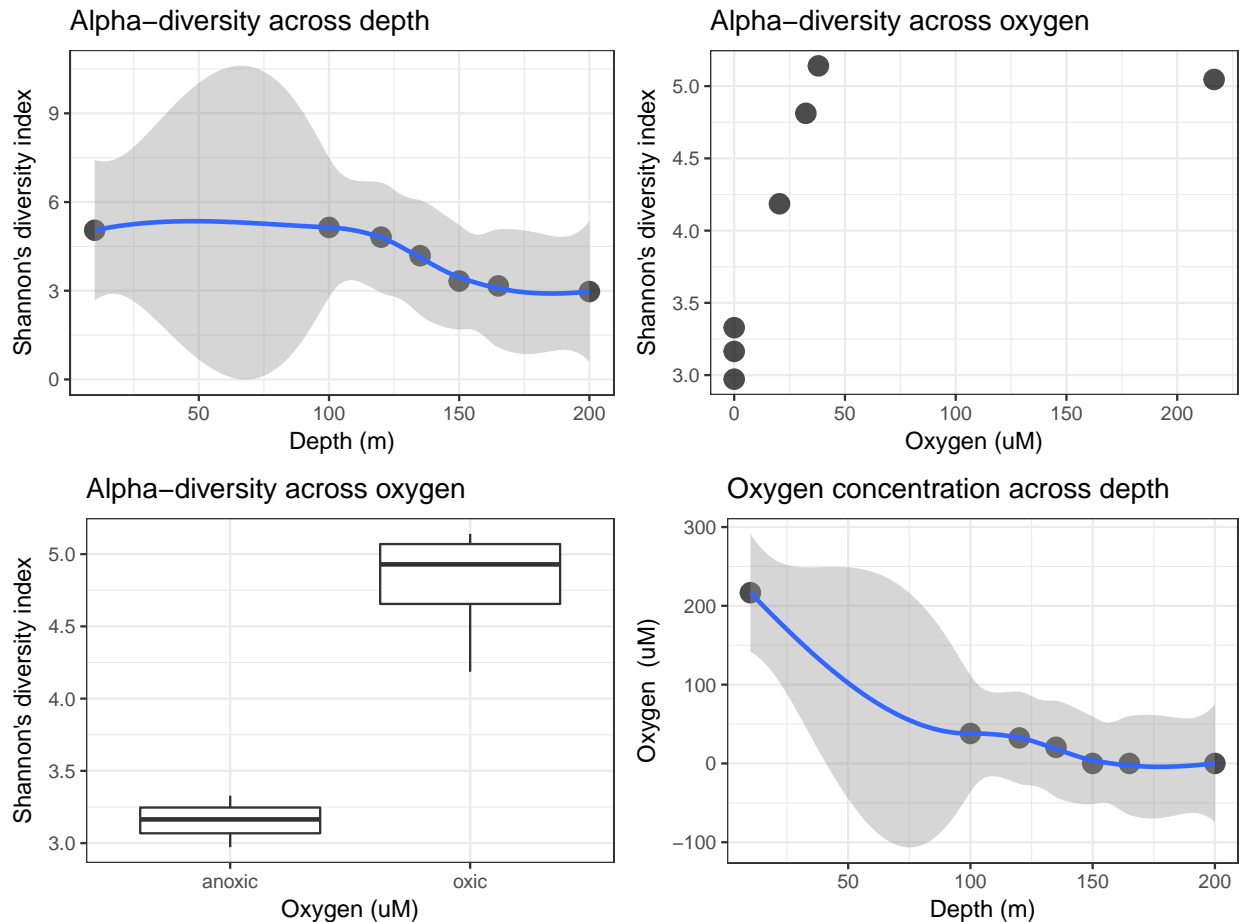 Alpha−diversity across depth
Shannon's diversity index
9
6
3
0
50 100 150 200
Depth (m)
Alpha−diversity across oxygen
Shannon's diversity index
5.0
4.5
4.0
3.5
3.0
0 50 100 150 200
Oxygen (uM)
Alpha−diversity across oxygen
Shannon's diversity index
5.0
4.5
4.0
3.5
3.0
anoxic oxic
Oxygen (uM)
Oxygen concentration across depth
Oxygen (uM)
300
200
100
0
−100
50 100 150 200
Depth (m)